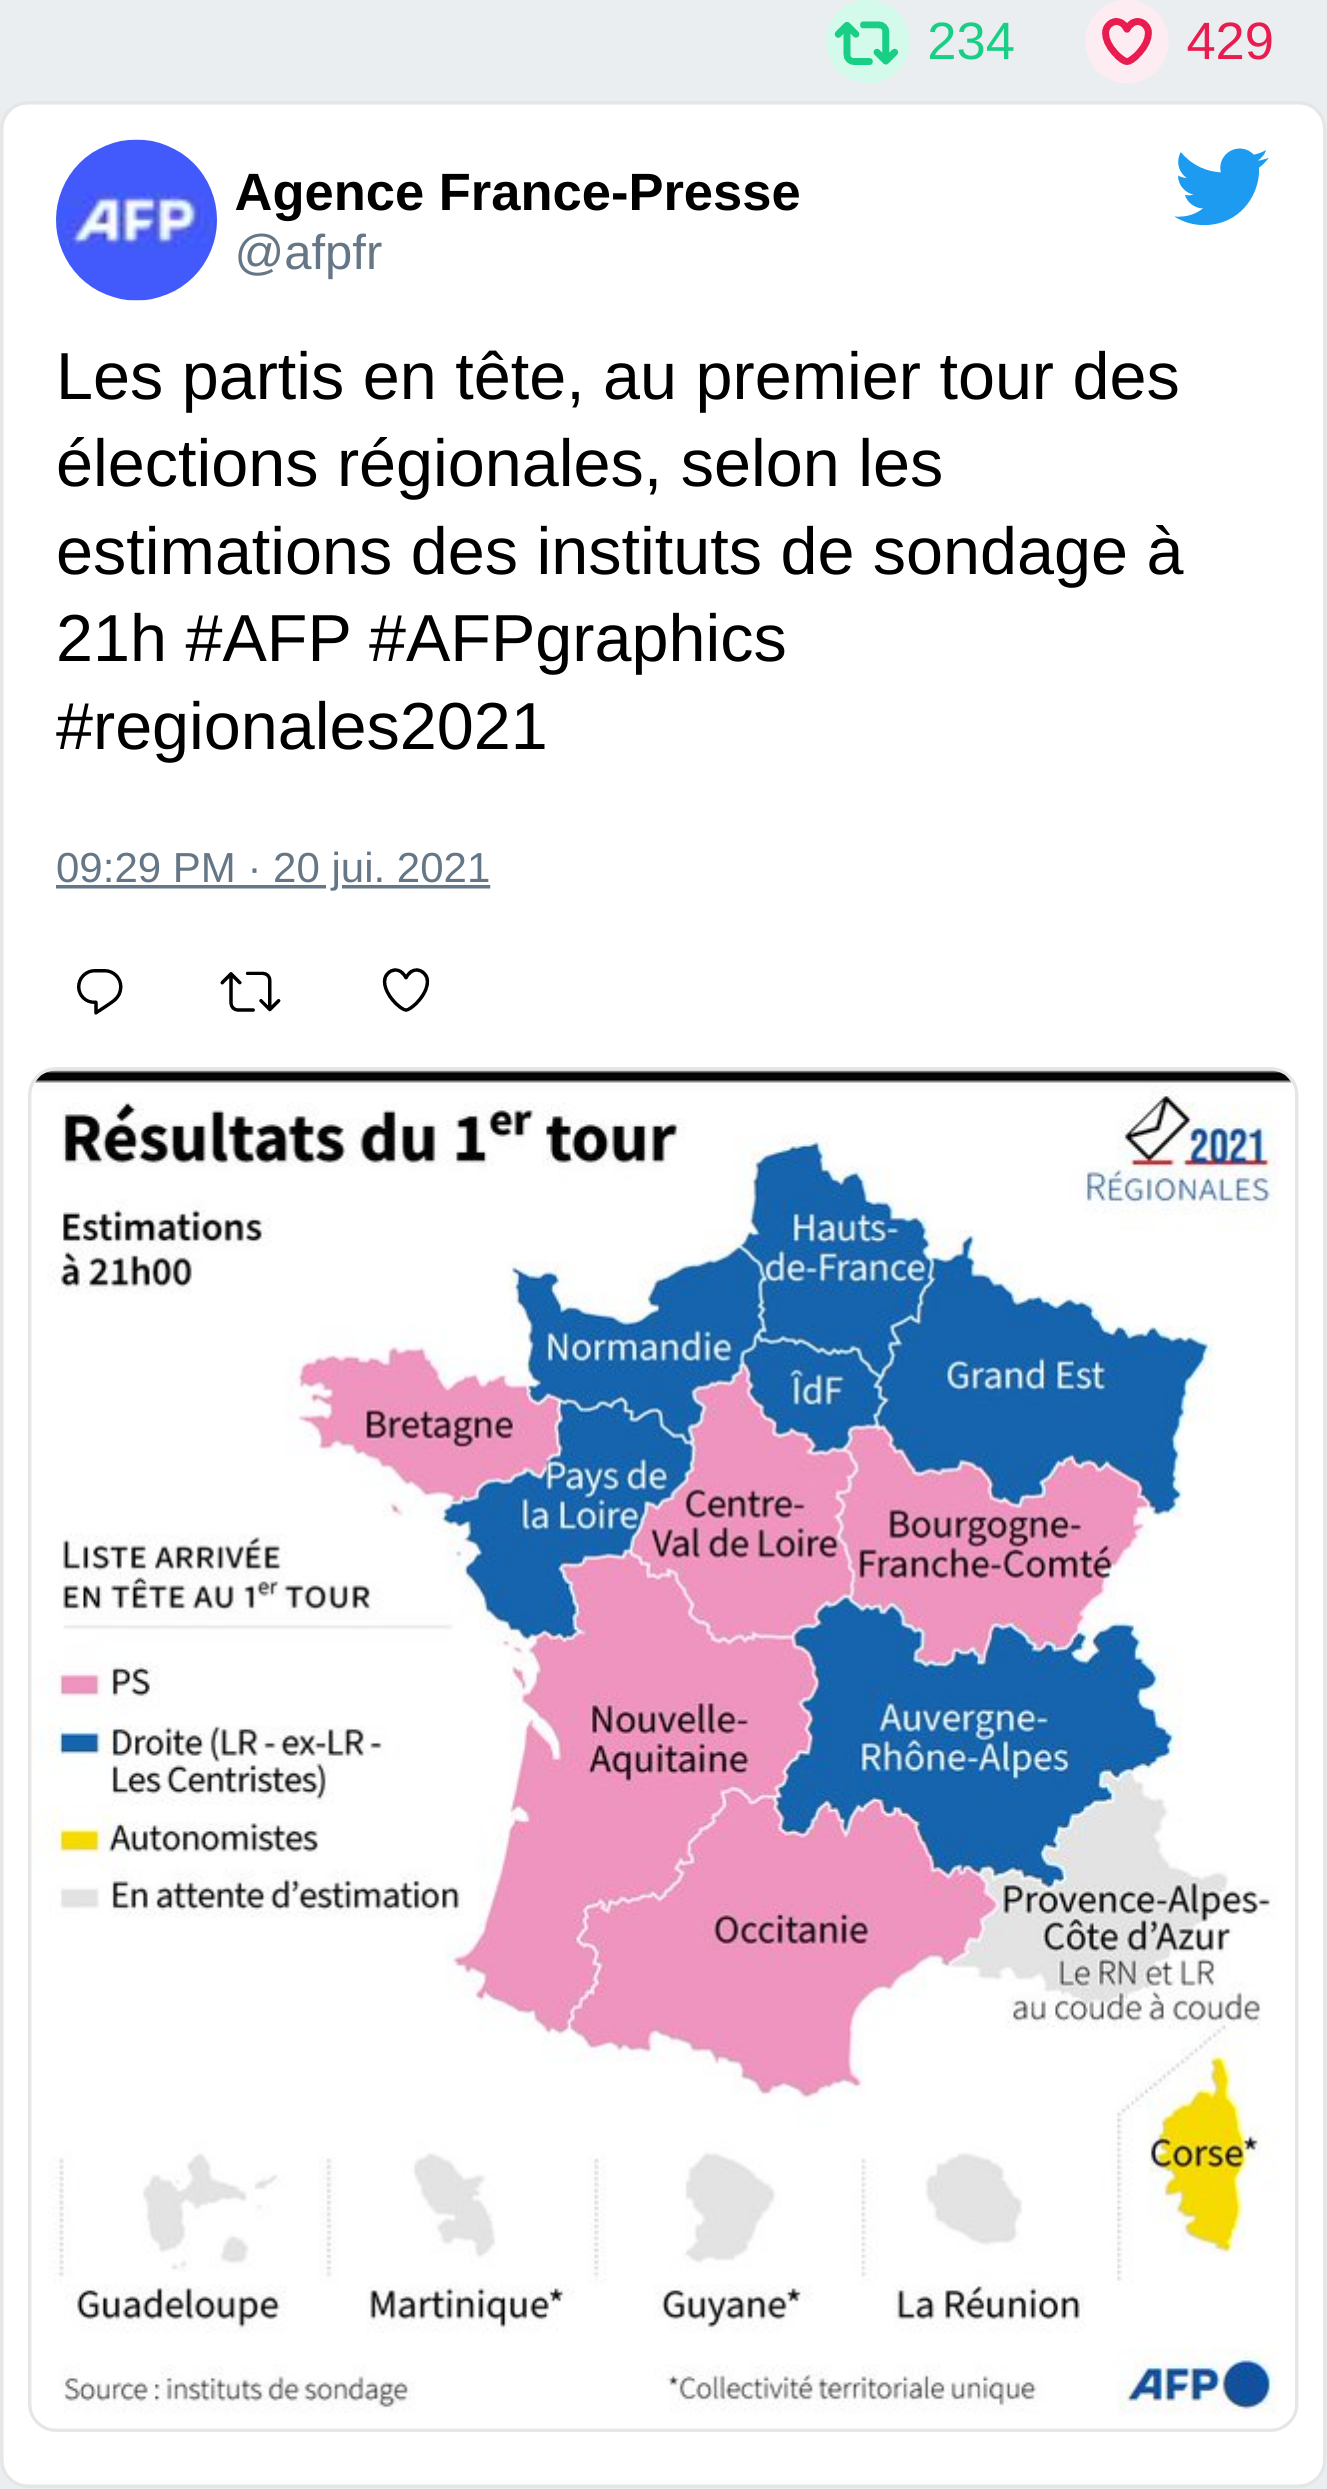 234 429
AFP
Agence France-Presse
@afpfr
Les partis en tête, au premier tour des
élections régionales, selon les
estimations des instituts de sondage à
21h #AFP #AFPgraphics
#regionales2021
09:29 PM · 20 jui. 2021
Résultats du 1er tour
2021
RÉGIONALES
Estimations
à 21h00
Hauts-
de-France
Normandie
ÎdF
Grand Est
Bretagne
Pays de
la Loire
Centre-
Val de Loire
Bourgogne-
Franche-Comté
LISTE ARRIVÉE
EN TÊTE AU 1er TOUR
PS
Droite (LR - ex-LR -
Les Centristes)
Autonomistes
En attente d'estimation
Nouvelle-
Aquitaine
Auvergne-
Rhône-Alpes
Occitanie
Provence-Alpes-
Côte d'Azur
Le RN et LR
au coude à coude
Corse*
Guadeloupe
Martinique*
Guyane*
La Réunion
Source : instituts de sondage
*Collectivité territoriale unique
AFP